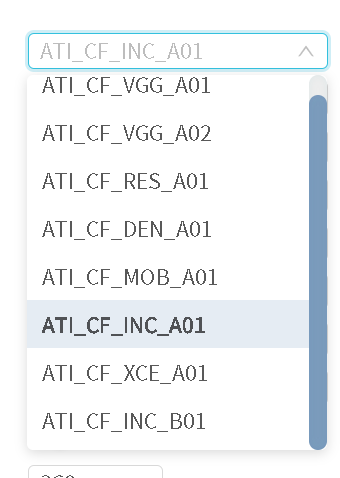 ATI_CF_INC_A01
ATI_CF_VGG_A01
ATI_CF_VGG_A02
ATI_CF_RES_A01
ATI_CF_DEN_A01
ATI_CF_MOB_A01
ATI_CF_INC_A01
ATI_CF_XCE_A01
ATI_CF_INC_B01